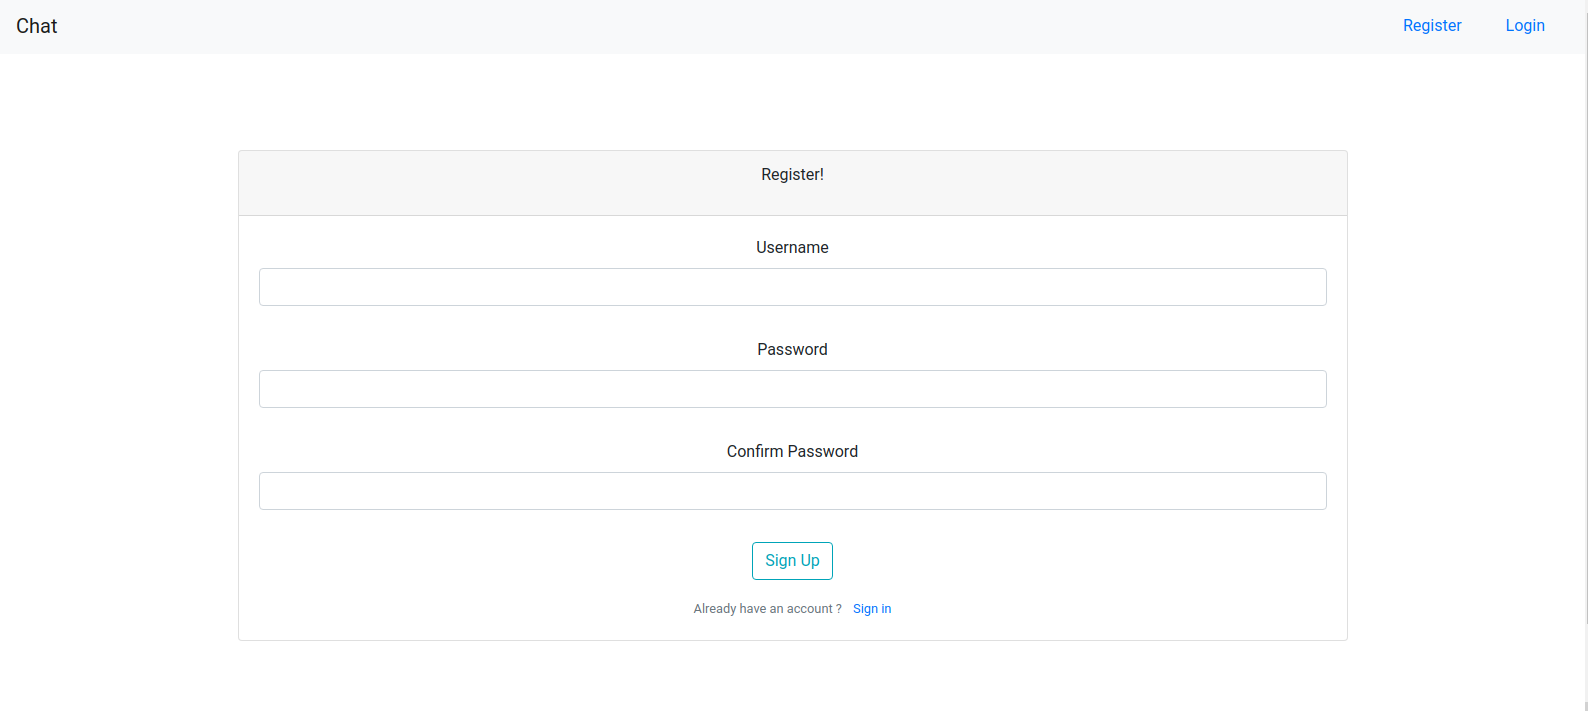 Chat Register Login
Register!
Username
Password
Confirm Password
Sign Up
Already have an account ? Sign in